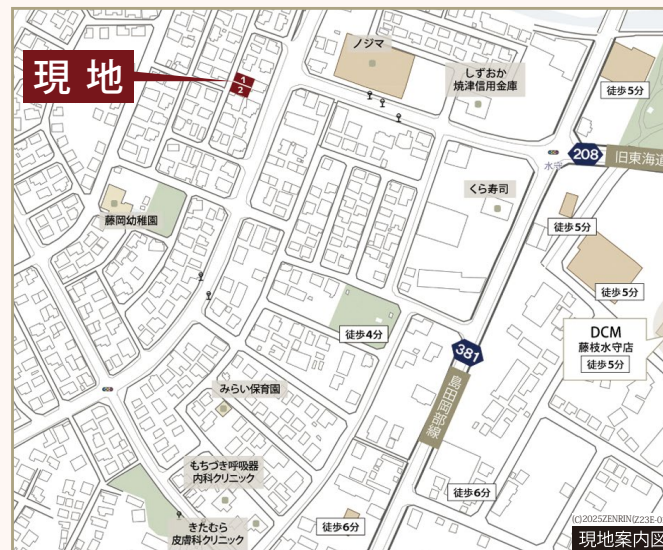 現地
1
2
ノジマ
しずおか
焼津信用金庫
徒歩5分
208
旧東海道
水守
くら寿司
藤岡幼稚園
徒歩5分
徒歩5分
DCM
藤枝水守店
徒歩5分
徒歩4分
381
島田岡部線
みらい保育園
もちづき呼吸器
内科クリニック
徒歩6分
きたむら
皮膚科クリニック
徒歩6分
(C)2025ZENRIN(Z23E-0
現地案内図